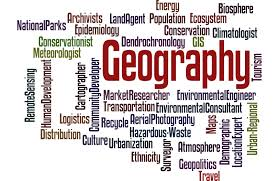 Energy
Biosphere
Archivists
LandAgent
Population
Ecosystem
NationalParks
Epidemiology
Conservation
Climatologist
Conservationist
Dendrochronology
GIS
Tourism
Meteorologist
Geography
RemoteSensing
HumanDevelopment
Cartographer
CommunityDeveloper
MarketResearcher
EnvironmentalEngineer
Transportation
EnvironmentalConsultant
Logistics
Recycle
AerialPhotography
Maps
Demographic
LocationExpert
Urban-Regional
Distribution
Hazardous-Waste
Culture
Urbanization
Surveyor
Atmosphere
Ethnicity
Geopolitics
Travel